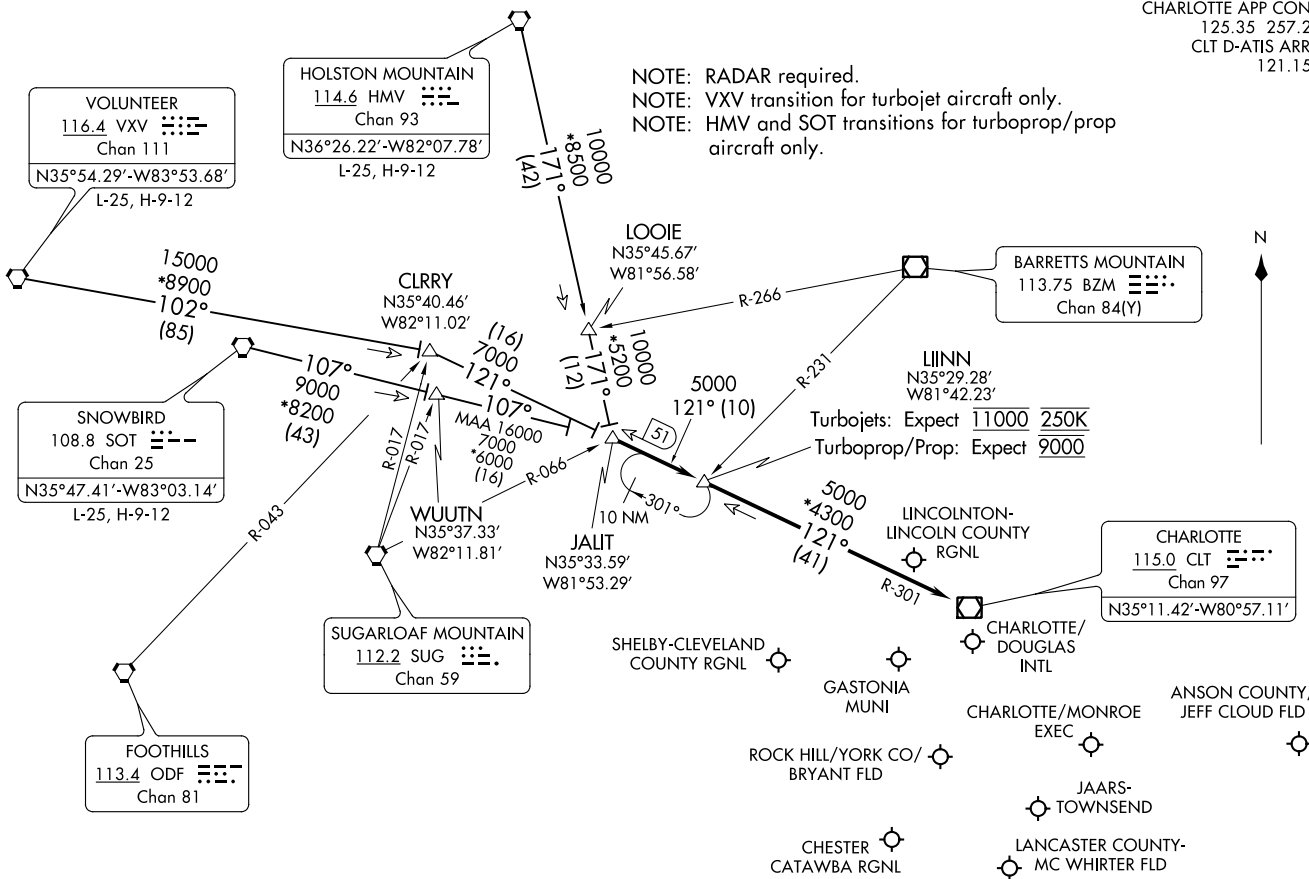 CHARLOTTE APP CON
125.35 257.2
CLT D-ATIS ARR
121.15
NOTE: RADAR required.
NOTE: VXV transition for turbojet aircraft only.
NOTE: HMV and SOT transitions for turboprop/prop
aircraft only.
HOLSTON MOUNTAIN
114.6 HMV
Chan 93
N36°26.22'-W82°07.78'
L-25, H-9-12
VOLUNTEER
116.4 VXV
Chan 111
N35°54.29'-W83°53.68'
L-25, H-9-12
10000
*8500
171°
(42)
LOOIE
N35°45.67'
W81°56.58'
BARRETTS MOUNTAIN
113.75 BZM
Chan 84(Y)
N
R-266
R-231
15000
*8900
102°
(85)
CLRRY
N35°40.46'
W82°11.02'
(16)
7000
121°
10000
*5200
171°
(12)
LIINN
N35°29.28'
W81°42.23'
Turbojets: Expect 11000 250K
Turboprop/Prop: Expect 9000
5000
121° (10)
51
107°
9000
*8200
(43)
107°
MAA 16000
7000
*6000
(16)
SNOWBIRD
108.8 SOT
Chan 25
N35°47.41'-W83°03.14'
L-25, H-9-12
R-017
R-017
R-066
R-043
301°
10 NM
WUUTN
N35°37.33'
W82°11.81'
JALIT
N35°33.59'
W81°53.29'
5000
*4300
121°
(41)
R-301
LINCOLNTON-
LINCOLN COUNTY
RGNL
CHARLOTTE
115.0 CLT
Chan 97
N35°11.42'-W80°57.11'
SUGARLOAF MOUNTAIN
112.2 SUG
Chan 59
SHELBY-CLEVELAND
COUNTY RGNL
GASTONIA
MUNI
CHARLOTTE/
DOUGLAS
INTL
FOOTHILLS
113.4 ODF
Chan 81
CHARLOTTE/MONROE
EXEC
ANSON COUNTY/
JEFF CLOUD FLD
ROCK HILL/YORK CO/
BRYANT FLD
JAARS-
TOWNSEND
CHESTER
CATAWBA RGNL
LANCASTER COUNTY-
MC WHIRTER FLD